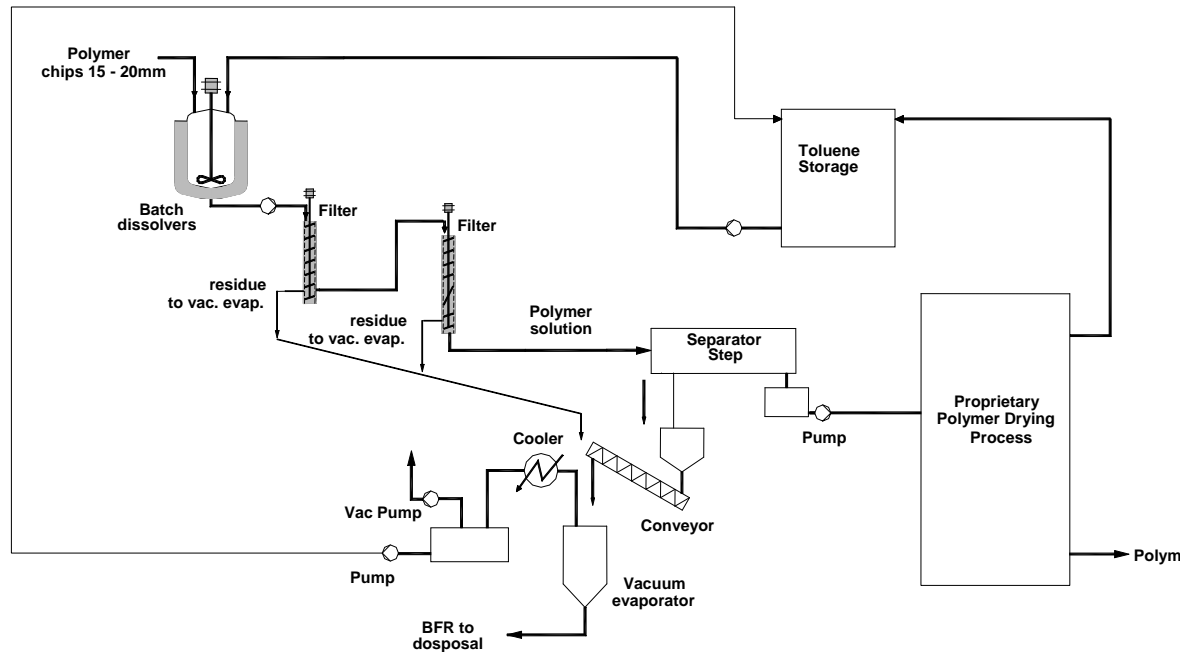 Polymer
chips 15 - 20mm
Toluene
Storage
Batch
dissolvers
Filter
Filter
residue
to vac. evap.
residue
to vac. evap.
Polymer
solution
Separator
Step
Proprietary
Polymer Drying
Process
Pump
Cooler
Vac Pump
Conveyor
Pump
Vacuum
evaporator
Polym
BFR to
dosposal